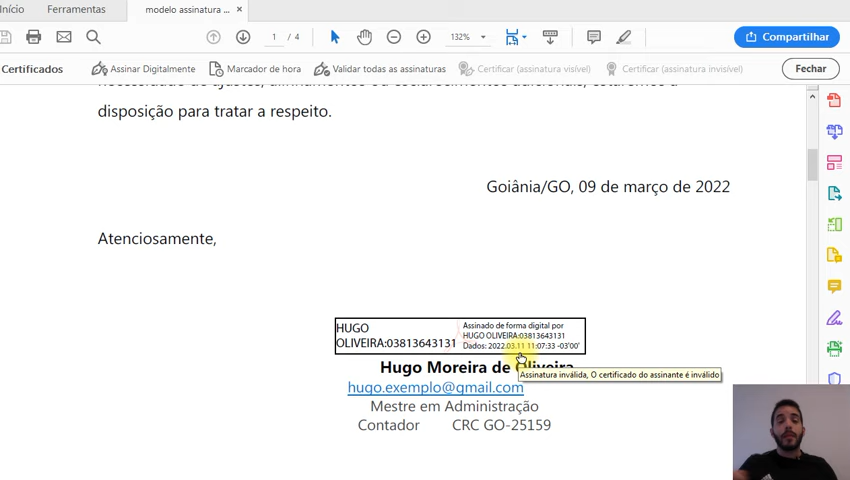 Início Ferramentas modelo assinatura ... ×
1 / 4 132% Compartilhar
Certificados Assinar Digitalmente Marcador de hora Validar todas as assinaturas Certificar (assinatura visível) Certificar (assinatura invisível) Fechar
disposição para tratar a respeito.
Goiânia/GO, 09 de março de 2022
Atenciosamente,
HUGO
OLIVEIRA:03813643131
Assinado de forma digital por
HUGO OLIVEIRA:03813643131
Dados: 2022.03.11 11:07:33 -03'00'
Hugo Moreira de Oliveira
Assinatura inválida, O certificado do assinante é inválido
hugo.exemplo@gmail.com
Mestre em Administração
Contador CRC GO-25159